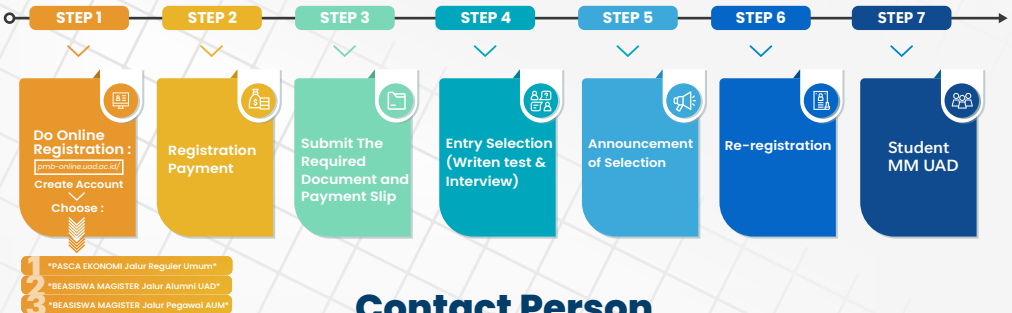 STEP 1
STEP 2
STEP 3
STEP 4
STEP 5
STEP 6
STEP 7
Do Online
Registration :
pmb-online.uad.ac.id/
Create Account
Choose :
Registration
Payment
Submit The
Required
Document and
Payment Slip
Entry Selection
(Writen test &
Interview)
Announcement
of Selection
Re-registration
Student
MM UAD
1 *PASCA EKONOMI Jalur Reguler Umum*
2 *BEASISWA MAGISTER Jalur Alumni UAD*
3 *BEASISWA MAGISTER Jalur Pegawai AUM*
Contact Person